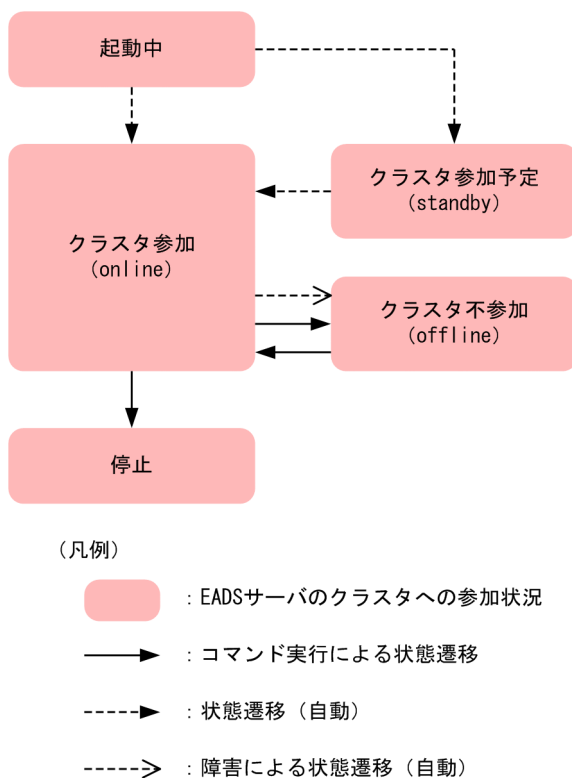 起動中
クラスタ参加予定
(standby)
クラスタ参加
(online)
クラスタ不参加
(offline)
停止
(凡例)
：EADSサーバのクラスタへの参加状況
：コマンド実行による状態遷移
：状態遷移（自動）
：障害による状態遷移（自動）